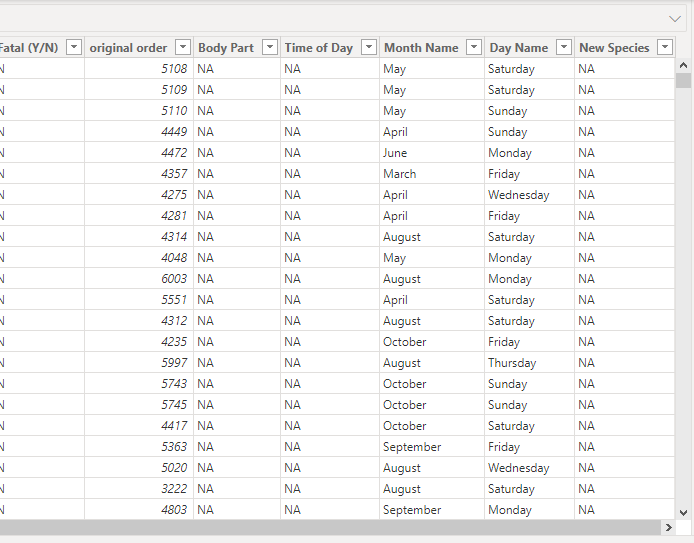 Fatal (Y/N) original order Body Part Time of Day Month Name Day Name New Species
N 5108 NA NA May Saturday NA
N 5109 NA NA May Saturday NA
N 5110 NA NA May Sunday NA
N 4449 NA NA April Sunday NA
N 4472 NA NA June Monday NA
N 4357 NA NA March Friday NA
N 4275 NA NA April Wednesday NA
N 4281 NA NA April Friday NA
N 4314 NA NA August Saturday NA
N 4048 NA NA May Monday NA
N 6003 NA NA August Monday NA
N 5551 NA NA April Saturday NA
N 4312 NA NA August Saturday NA
N 4235 NA NA October Friday NA
N 5997 NA NA August Thursday NA
N 5743 NA NA October Sunday NA
N 5745 NA NA October Sunday NA
N 4417 NA NA October Saturday NA
N 5363 NA NA September Friday NA
N 5020 NA NA August Wednesday NA
N 3222 NA NA August Saturday NA
N 4803 NA NA September Monday NA